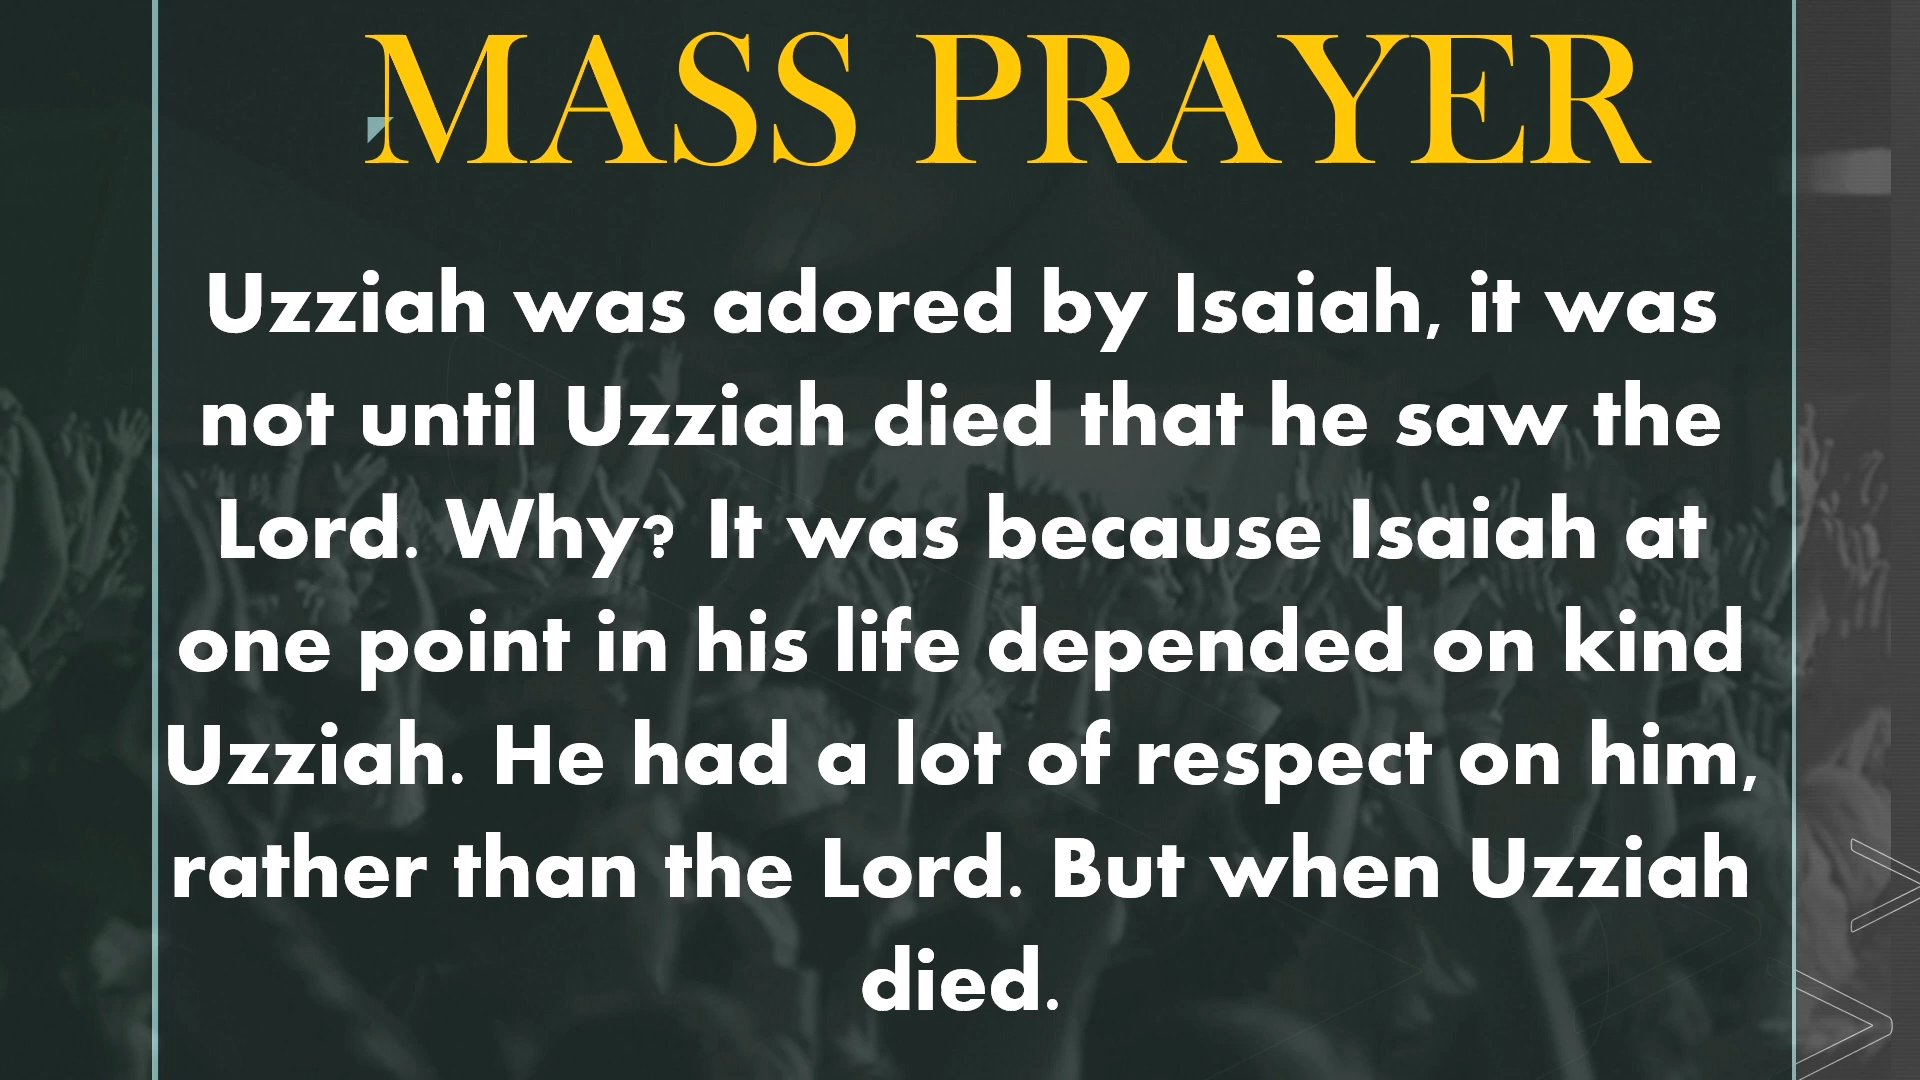 MASS PRAYER
Uzziah was adored by Isaiah, it was
not until Uzziah died that he saw the
Lord. Why? It was because Isaiah at
one point in his life depended on kind
Uzziah. He had a lot of respect on him,
rather than the Lord. But when Uzziah
died.